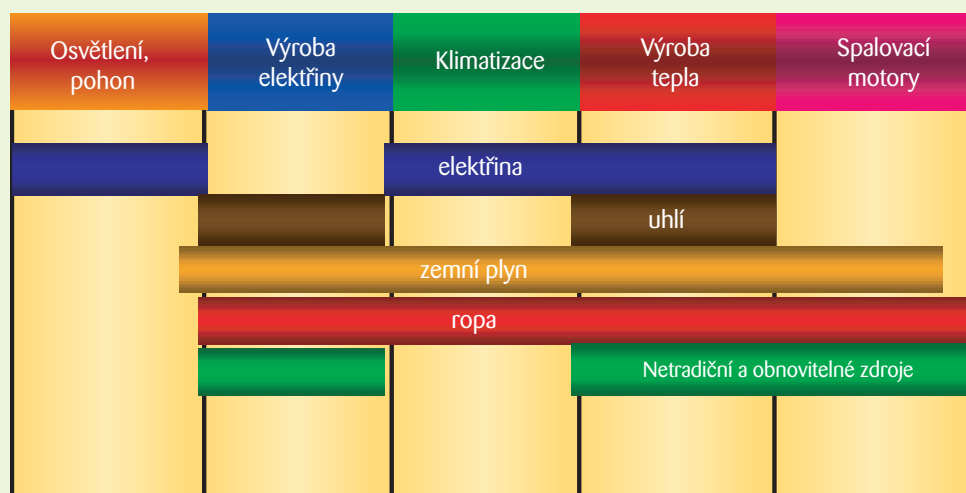 Osvětlení,
pohon
Výroba
elektřiny
Klimatizace
Výroba
tepla
Spalovací
motory
elektřina
uhlí
zemní plyn
ropa
Netradiční a obnovitelné zdroje